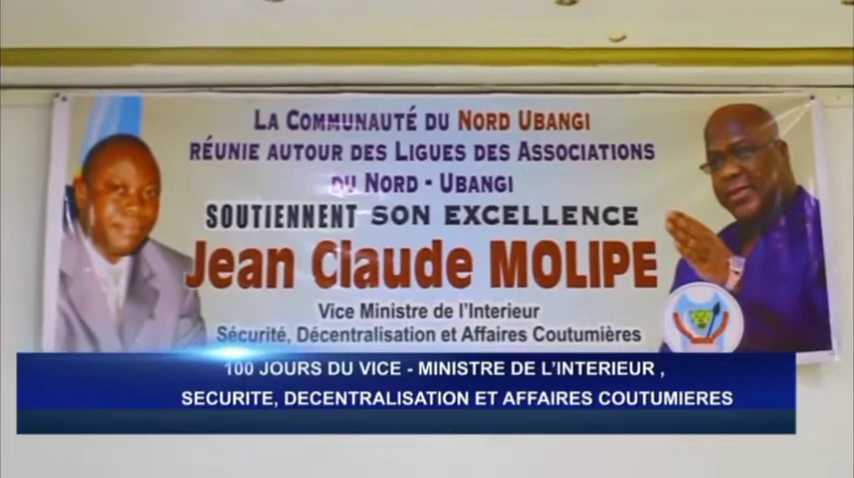 LA COMMUNAUTÉ DU NORD UBANGI
RÉUNIE AUTOUR DES LIGUES DES ASSOCIATIONS
DU NORD - UBANGI
SOUTIENNENT SON EXCELLENCE
Jean Claude MOLIPE
Vice Ministre de l'Interieur
Sécurité, Décentralisation et Affaires Coutumières
100 JOURS DU VICE - MINISTRE DE L'INTERIEUR ,
SECURITE, DECENTRALISATION ET AFFAIRES COUTUMIERES